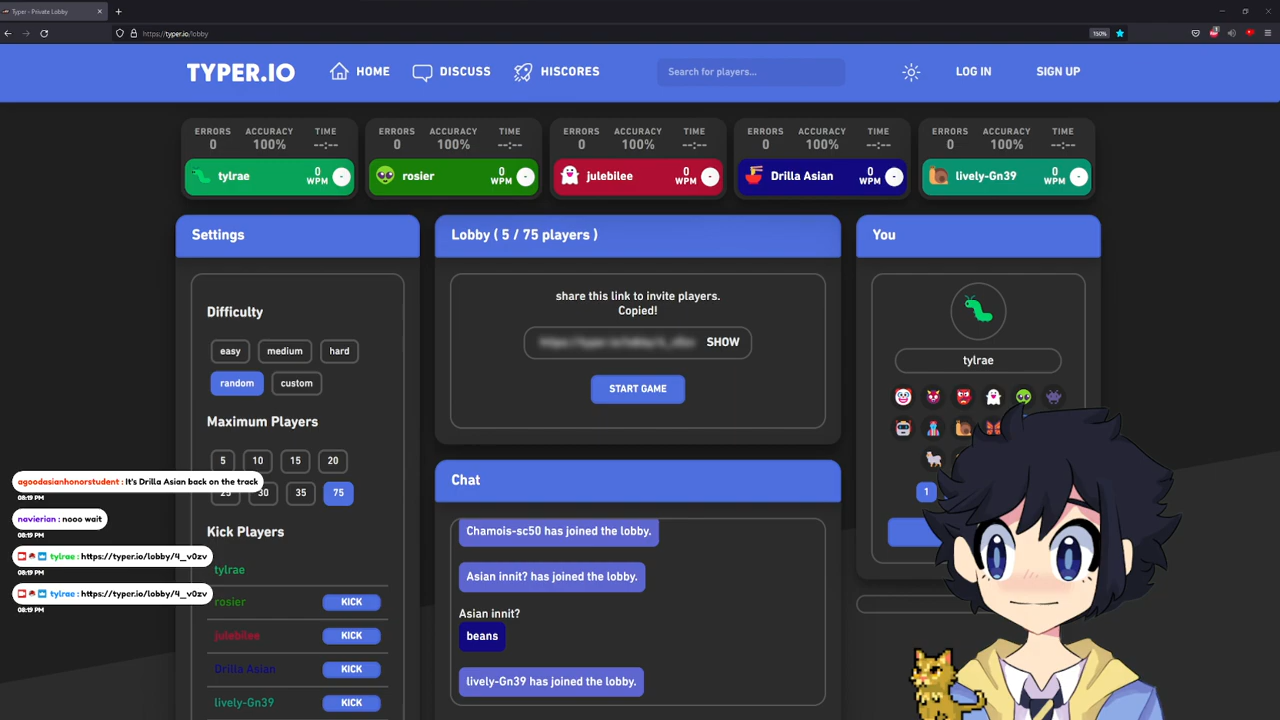 Typer - Private Lobby
https://typer.io/lobby
150%
TYPER.IO
HOME
DISCUSS
HISCORES
Search for players...
LOG IN
SIGN UP
ERRORS ACCURACY TIME
0 100% --:--
tylrae 0 WPM -
ERRORS ACCURACY TIME
0 100% --:--
rosier 0 WPM -
ERRORS ACCURACY TIME
0 100% --:--
julebilee 0 WPM -
ERRORS ACCURACY TIME
0 100% --:--
Drilla Asian 0 WPM -
ERRORS ACCURACY TIME
0 100% --:--
lively-Gn39 0 WPM -
Settings
Difficulty
easy medium hard
random custom
Maximum Players
5 10 15 20
25 30 35 75
Kick Players
tylrae
rosier KICK
julebilee KICK
Drilla Asian KICK
lively-Gn39 KICK
agoodasianhonorstudent : It's Drilla Asian back on the track
08:19 PM
navierian : nooo wait
08:19 PM
tylrae : https://typer.io/lobby/4_v0zv
08:19 PM
tylrae : https://typer.io/lobby/4_v0zv
08:19 PM
Lobby ( 5 / 75 players )
share this link to invite players.
Copied!
SHOW
START GAME
Chat
Chamois-sc50 has joined the lobby.
Asian innit? has joined the lobby.
Asian innit?
beans
lively-Gn39 has joined the lobby.
You
tylrae
1